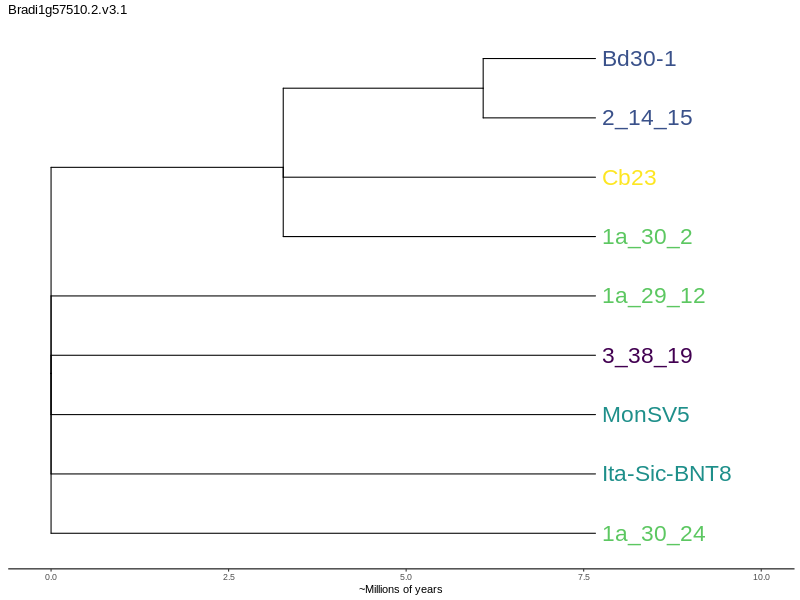 Bradi1g57510.2.v3.1
Bd30-1
2_14_15
Cb23
1a_30_2
1a_29_12
3_38_19
MonSV5
Ita-Sic-BNT8
1a_30_24
0.0 2.5 5.0 7.5 10.0
~Millions of years